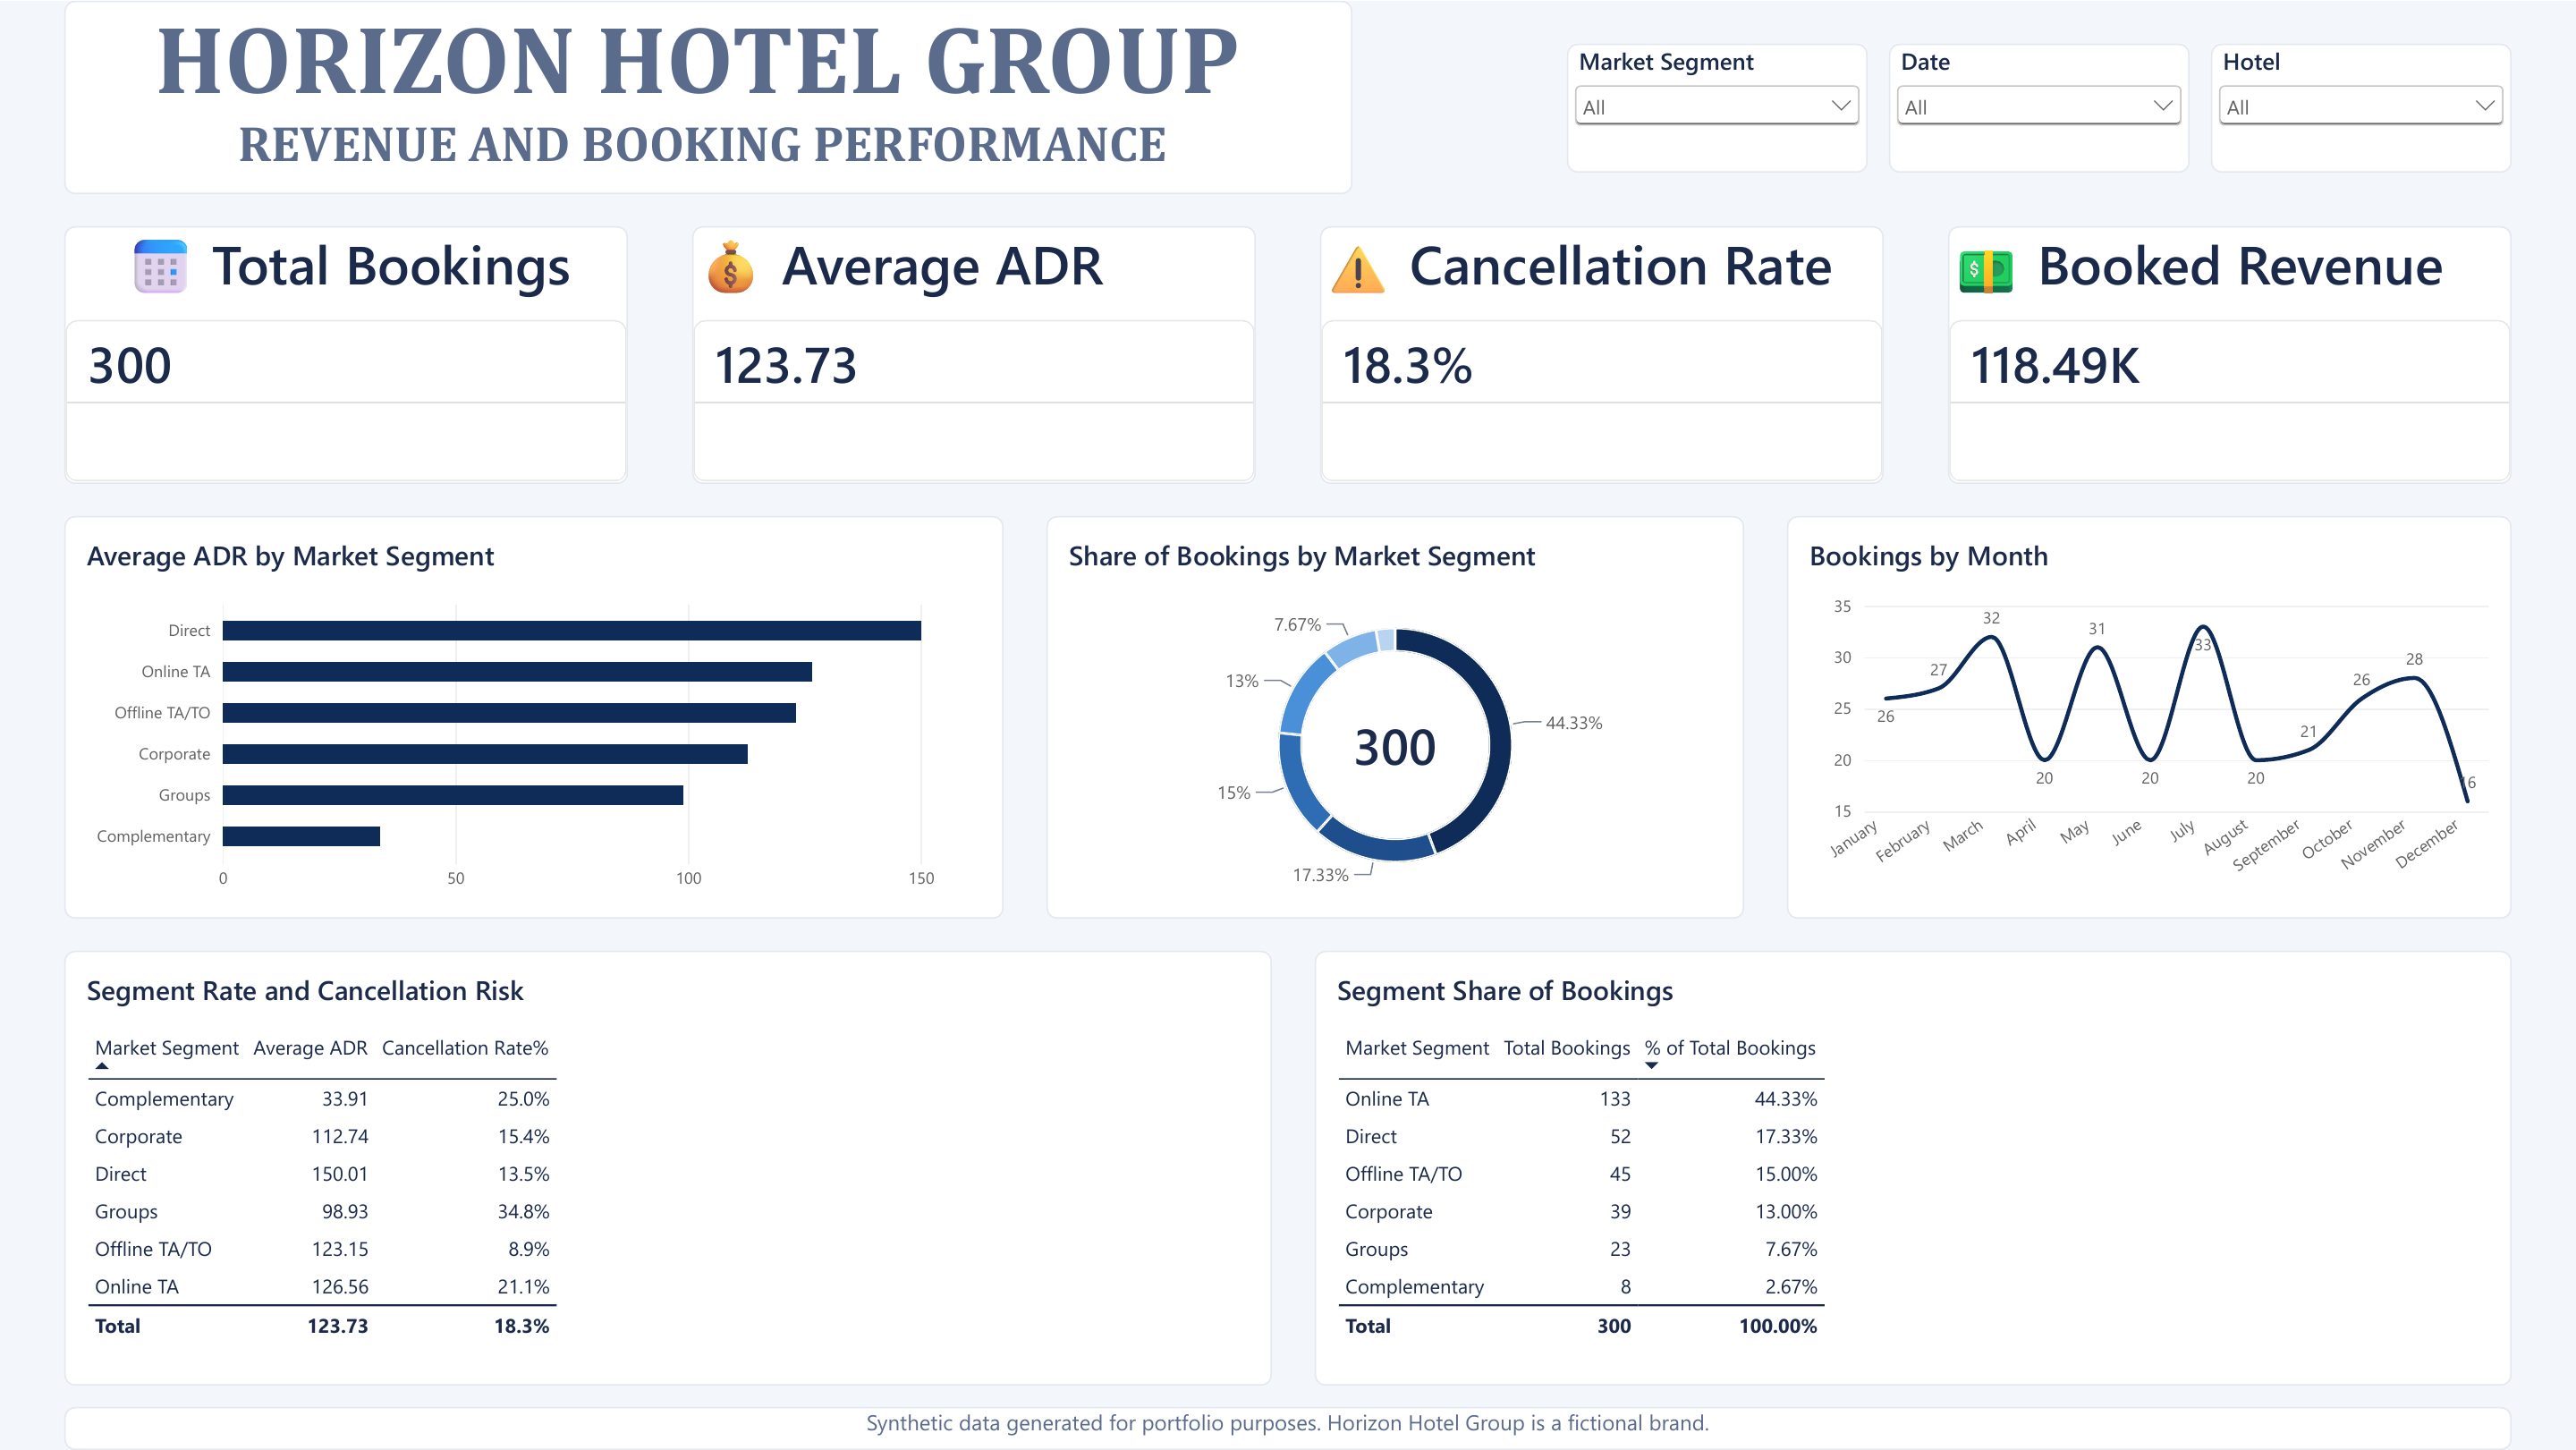 HORIZON HOTEL GROUP
REVENUE AND BOOKING PERFORMANCE
Market Segment
All
Date
All
Hotel
All
Total Bookings
300
Average ADR
123.73
Cancellation Rate
18.3%
Booked Revenue
118.49K
Average ADR by Market Segment
Direct
Online TA
Offline TA/TO
Corporate
Groups
Complementary
0 50 100 150
Share of Bookings by Market Segment
7.67%
13%
44.33%
300
15%
17.33%
Bookings by Month
35
30
25
20
15
26
27
32
20
31
20
33
20
21
26
28
16
January February March April May June July August September October November December
Segment Rate and Cancellation Risk
Market Segment Average ADR Cancellation Rate%
Complementary 33.91 25.0%
Corporate 112.74 15.4%
Direct 150.01 13.5%
Groups 98.93 34.8%
Offline TA/TO 123.15 8.9%
Online TA 126.56 21.1%
Total 123.73 18.3%
Segment Share of Bookings
Market Segment Total Bookings % of Total Bookings
Online TA 133 44.33%
Direct 52 17.33%
Offline TA/TO 45 15.00%
Corporate 39 13.00%
Groups 23 7.67%
Complementary 8 2.67%
Total 300 100.00%
Synthetic data generated for portfolio purposes. Horizon Hotel Group is a fictional brand.